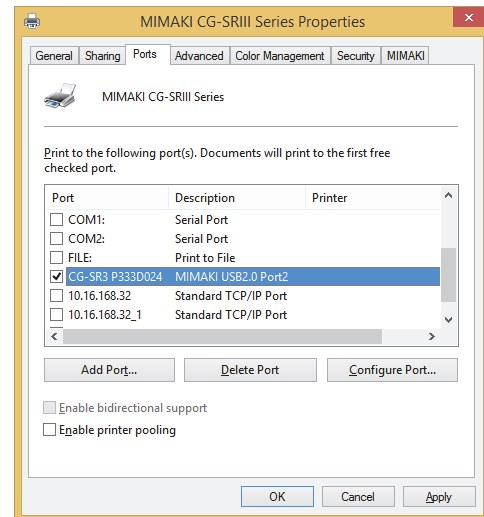 MIMAKI CG-SRIII Series Properties
General Sharing Ports Advanced Color Management Security MIMAKI
MIMAKI CG-SRIII Series
Print to the following port(s). Documents will print to the first free
checked port.
Port Description Printer
COM1: Serial Port
COM2: Serial Port
FILE: Print to File
CG-SR3 P333D024 MIMAKI USB2.0 Port2
10.16.168.32 Standard TCP/IP Port
10.16.168.32_1 Standard TCP/IP Port
Add Port... Delete Port Configure Port...
Enable bidirectional support
Enable printer pooling
OK Cancel Apply